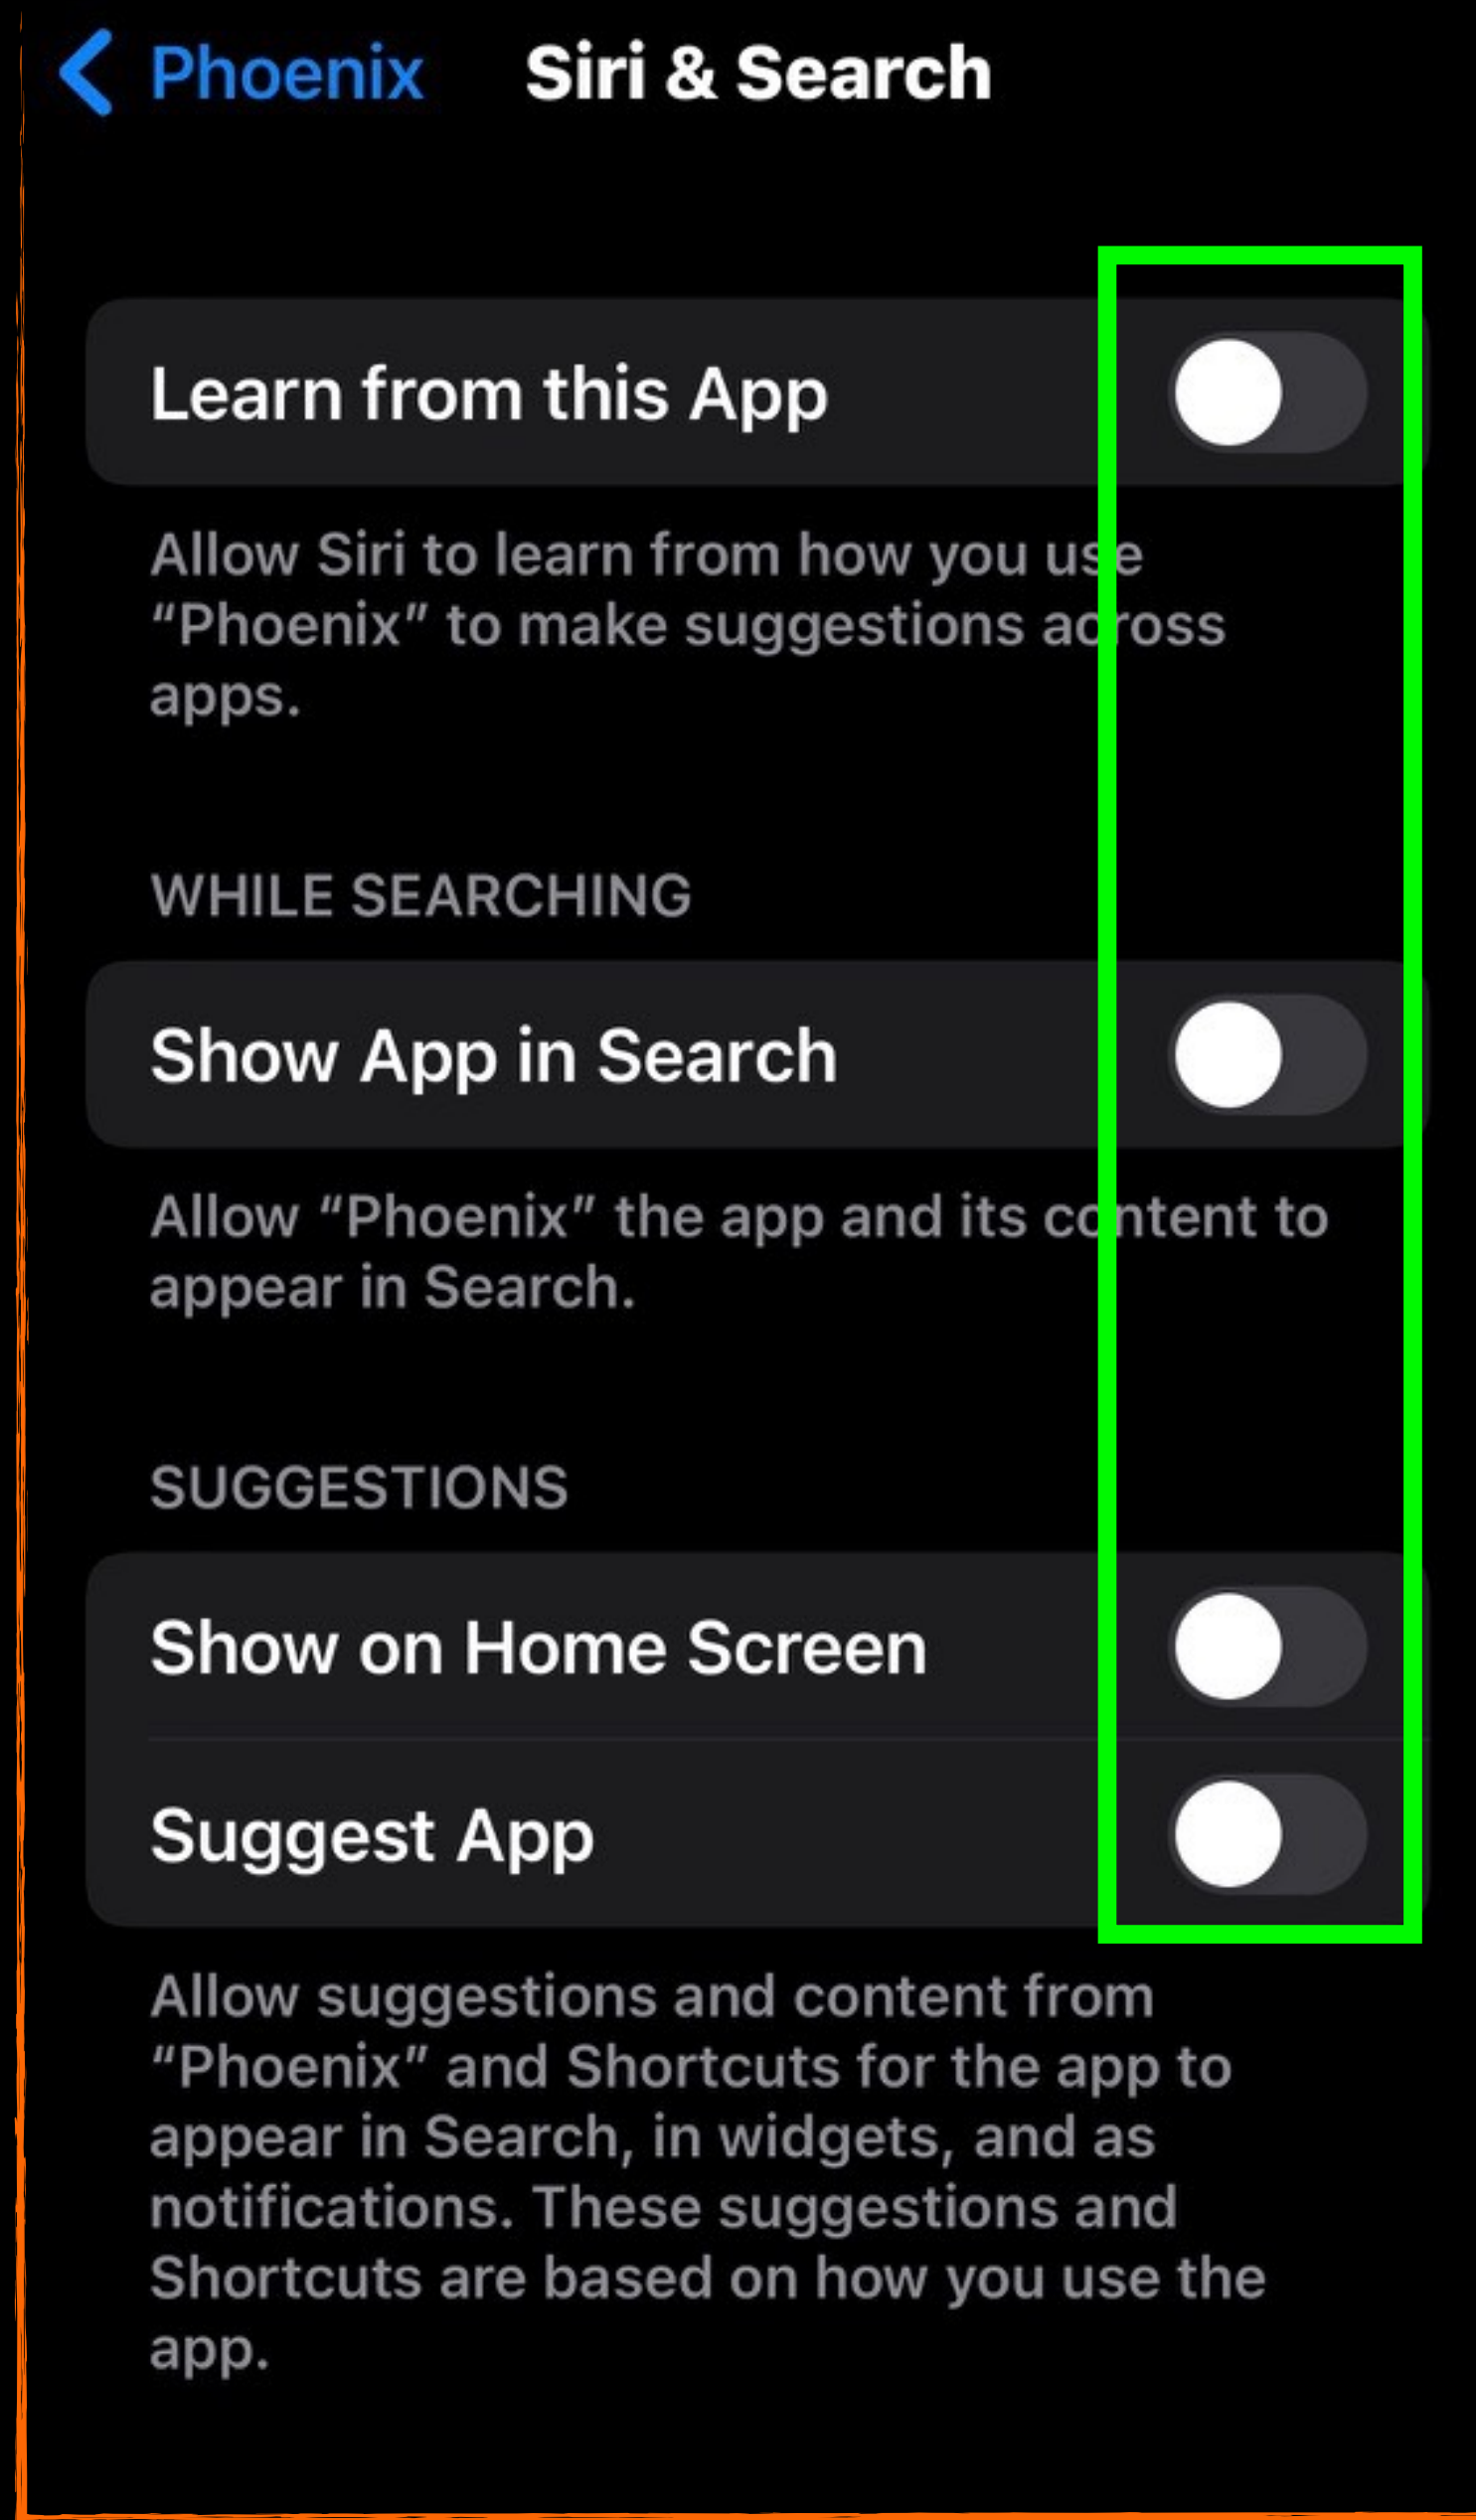 Phoenix Siri & Search
Learn from this App
Allow Siri to learn from how you use
“Phoenix” to make suggestions across
apps.
WHILE SEARCHING
Show App in Search
Allow “Phoenix” the app and its content to
appear in Search.
SUGGESTIONS
Show on Home Screen
Suggest App
Allow suggestions and content from
“Phoenix” and Shortcuts for the app to
appear in Search, in widgets, and as
notifications. These suggestions and
Shortcuts are based on how you use the
app.